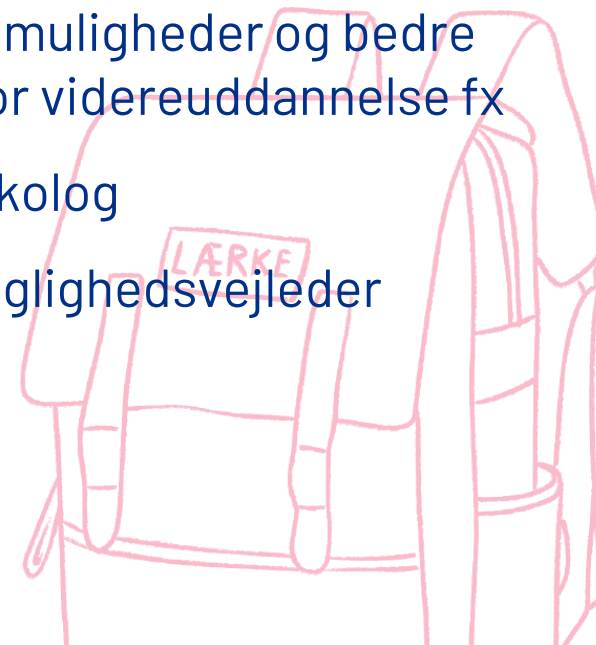 muligheder og bedre
or videreuddannelse fx
kolog
LÆRKE
glighedsvejleder